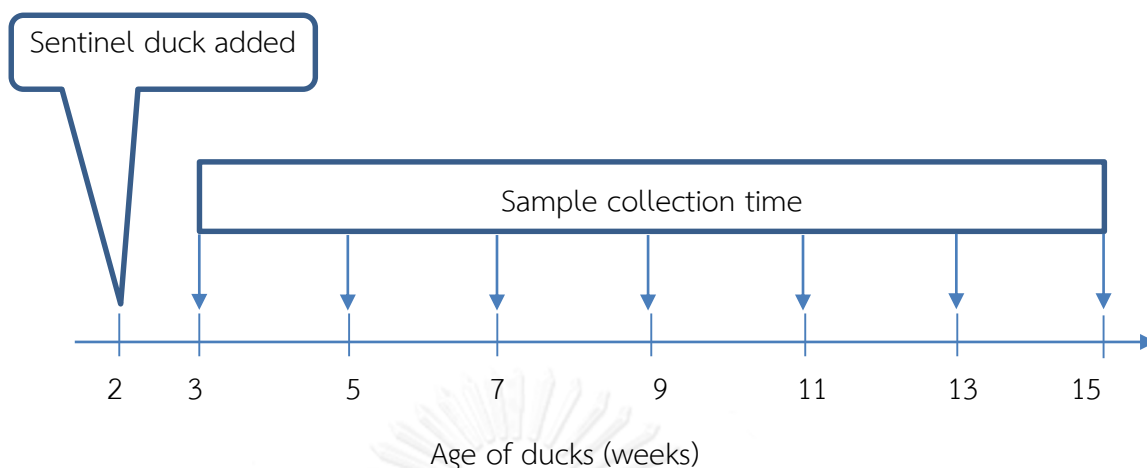 Sentinel duck added
Sample collection time
2 3 5 7 9 11 13 15
Age of ducks (weeks)